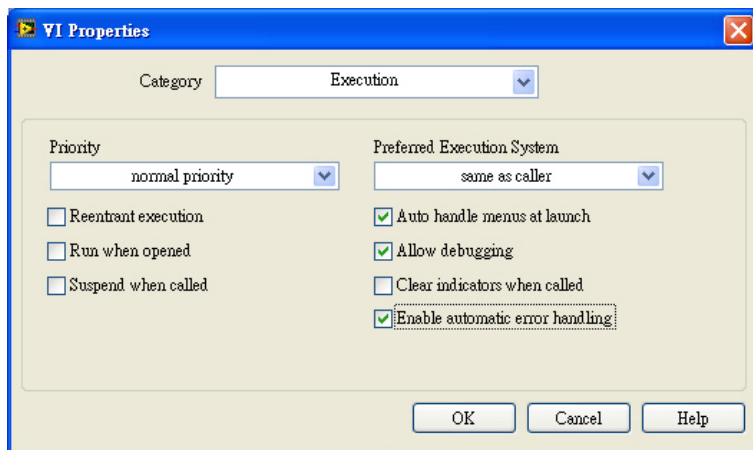 VI Properties
Category Execution
Priority
normal priority
Reentrant execution
Run when opened
Suspend when called
Preferred Execution System
same as caller
Auto handle menus at launch
Allow debugging
Clear indicators when called
Enable automatic error handling
OK Cancel Help